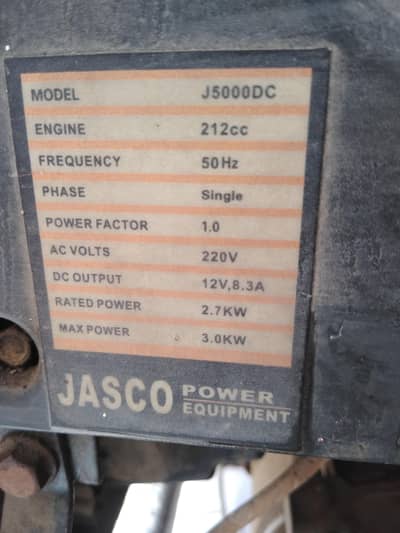 MODEL J5000DC
ENGINE 212cc
FREQUENCY 50Hz
PHASE Single
POWER FACTOR 1.0
AC VOLTS 220V
DC OUTPUT 12V,8.3A
RATED POWER 2.7KW
MAX POWER 3.0KW
JASCO POWER EQUIPMENT